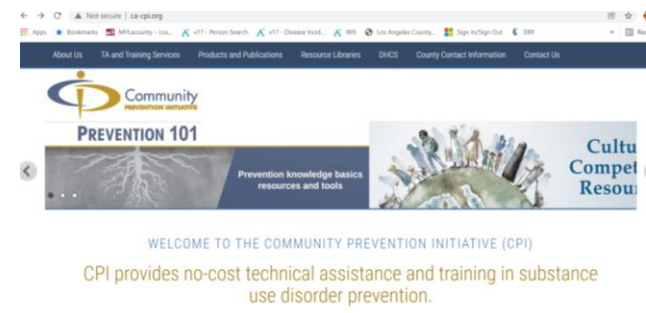 Not secure | ca-cpi.org
Apps Bookmarks MYLacounty - Los... v17 - Person Search v17 - Disease Incid... IRIS Los Angeles County... Sign In/Sign Out DRP
About Us TA and Training Services Products and Publications Resource Libraries DHCS County Contact Information Contact Us
Community
PREVENTION INITIATIVE
PREVENTION 101
Prevention knowledge basics
resources and tools
Cultu
Compet
Resou
WELCOME TO THE COMMUNITY PREVENTION INITIATIVE (CPI)
CPI provides no-cost technical assistance and training in substance
use disorder prevention.